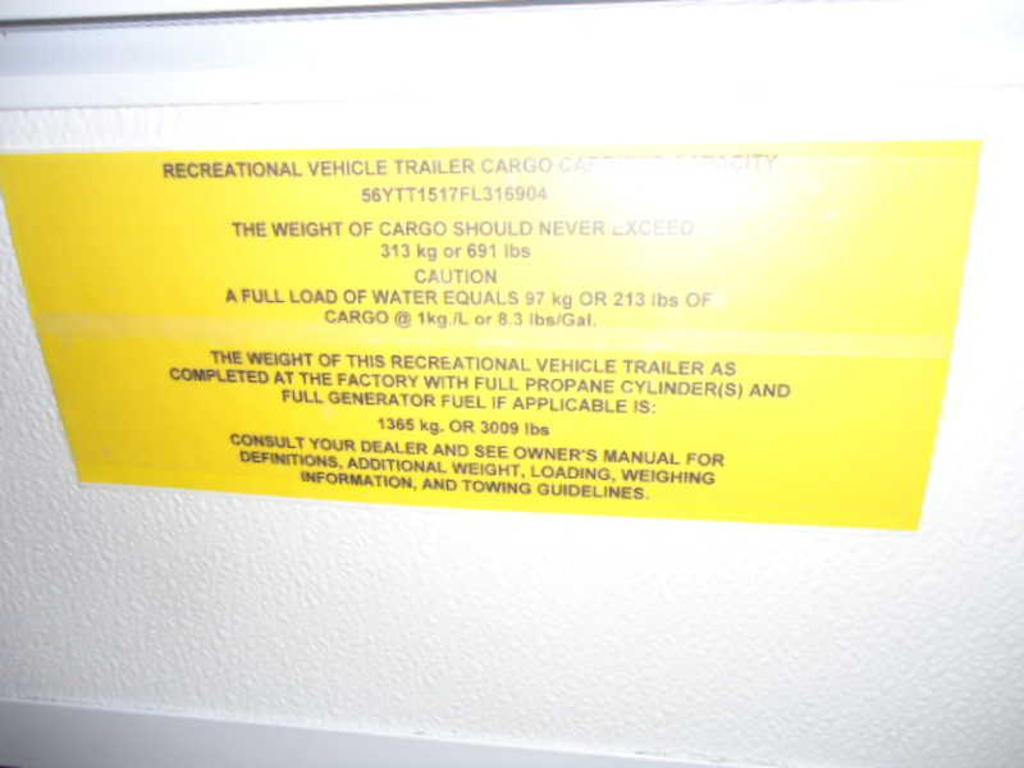 RECREATIONAL VEHICLE TRAILER CARGO CARRYING CAPACITY
56YTT1517FL316904
THE WEIGHT OF CARGO SHOULD NEVER EXCEED
313 kg or 691 lbs
CAUTION
A FULL LOAD OF WATER EQUALS 97 kg OR 213 lbs OF
CARGO @ 1kg./L or 8.3 lbs/Gal.
THE WEIGHT OF THIS RECREATIONAL VEHICLE TRAILER AS
COMPLETED AT THE FACTORY WITH FULL PROPANE CYLINDER(S) AND
FULL GENERATOR FUEL IF APPLICABLE IS:
1365 kg. OR 3009 lbs
CONSULT YOUR DEALER AND SEE OWNER'S MANUAL FOR
DEFINITIONS, ADDITIONAL WEIGHT, LOADING, WEIGHING
INFORMATION, AND TOWING GUIDELINES.